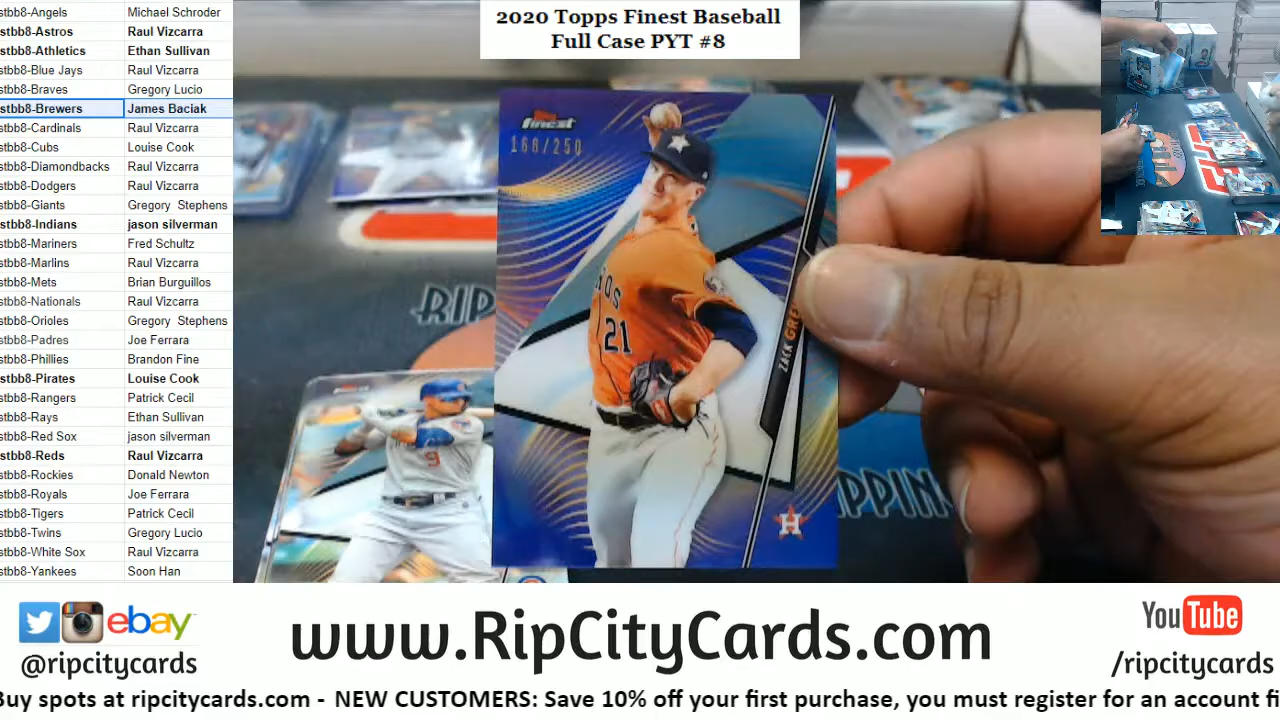 2020 Topps Finest Baseball
Full Case PYT #8
stbb8-Angels Michael Schroder
stbb8-Astros Raul Vizcarra
stbb8-Athletics Ethan Sullivan
stbb8-Blue Jays Raul Vizcarra
stbb8-Braves Gregory Lucio
stbb8-Brewers James Baciak
stbb8-Cardinals Raul Vizcarra
stbb8-Cubs Louise Cook
stbb8-Diamondbacks Raul Vizcarra
stbb8-Dodgers Raul Vizcarra
stbb8-Giants Gregory Stephens
stbb8-Indians jason silverman
stbb8-Mariners Fred Schultz
stbb8-Marlins Raul Vizcarra
stbb8-Mets Brian Burguillos
stbb8-Nationals Raul Vizcarra
stbb8-Orioles Gregory Stephens
stbb8-Padres Joe Ferrara
stbb8-Phillies Brandon Fine
stbb8-Pirates Louise Cook
stbb8-Rangers Patrick Cecil
stbb8-Rays Ethan Sullivan
stbb8-Red Sox jason silverman
stbb8-Reds Raul Vizcarra
stbb8-Rockies Donald Newton
stbb8-Royals Joe Ferrara
stbb8-Tigers Patrick Cecil
stbb8-Twins Gregory Lucio
stbb8-White Sox Raul Vizcarra
stbb8-Yankees Soon Han
finest
168/250
21
ZACK GRE
H
9
RIP
RIPPIN
ebay
@ripcitycards
www.RipCityCards.com
YouTube
/ripcitycards
Buy spots at ripcitycards.com - NEW CUSTOMERS: Save 10% off your first purchase, you must register for an account fi